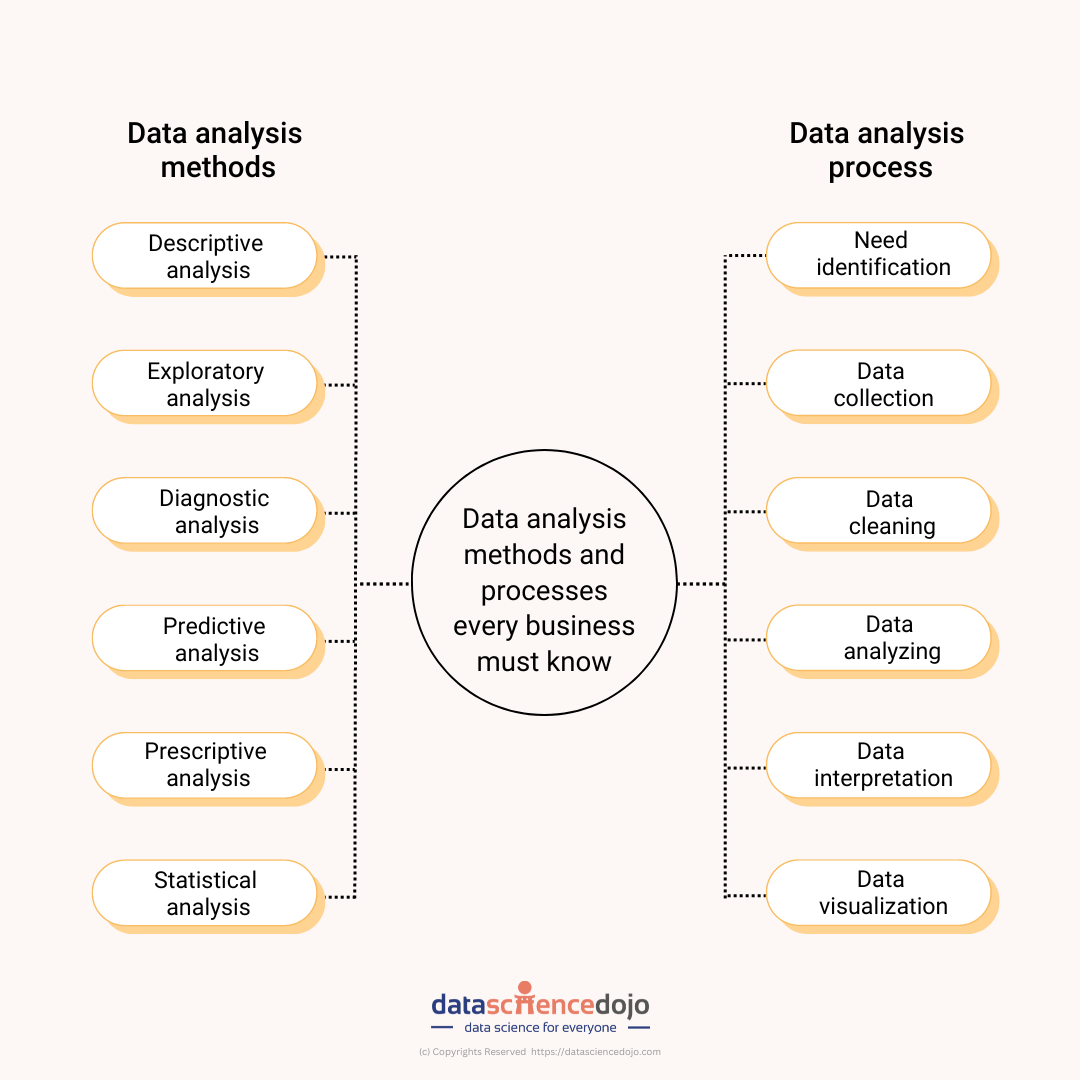 Data analysis
methods
Descriptive
analysis
Exploratory
analysis
Diagnostic
analysis
Predictive
analysis
Prescriptive
analysis
Statistical
analysis
Data analysis
methods and
processes
every business
must know
Data analysis
process
Need
identification
Data
collection
Data
cleaning
Data
analyzing
Data
interpretation
Data
visualization
datasciencedojo
data science for everyone
(c) Copyrights Reserved https://datasciencedojo.com